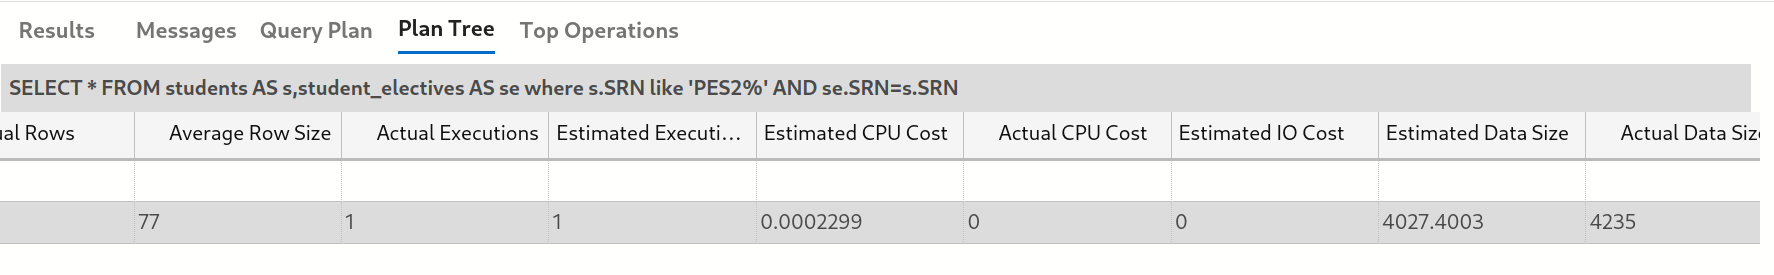 Results Messages Query Plan Plan Tree Top Operations
SELECT * FROM students AS s,student_electives AS se where s.SRN like 'PES2%' AND se.SRN=s.SRN
ual Rows Average Row Size Actual Executions Estimated Executi... Estimated CPU Cost Actual CPU Cost Estimated IO Cost Estimated Data Size Actual Data Siz
77 1 1 0.0002299 0 0 4027.4003 4235